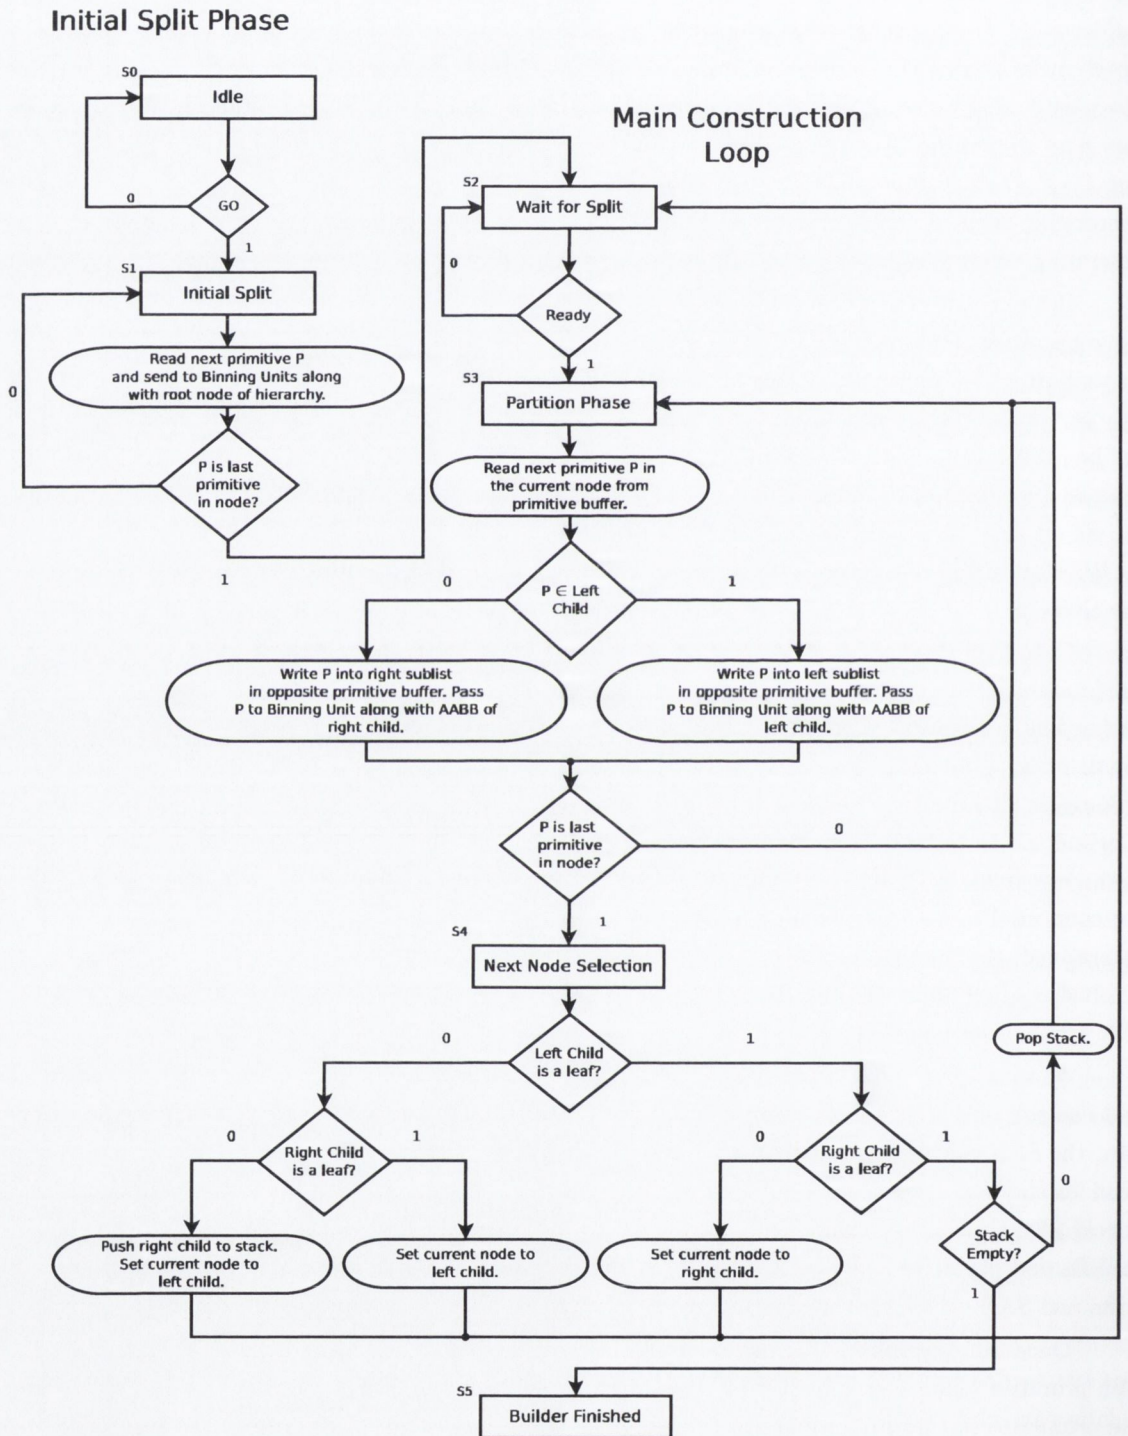 Initial Split Phase
S0
Idle
0
GO
1
S1
Initial Split
Read next primitive P
and send to Binning Units along
with root node of hierarchy.
0
P is last
primitive
in node?
1
Main Construction
Loop
S2
Wait for Split
0
Ready
1
S3
Partition Phase
Read next primitive P in
the current node from
primitive buffer.
0
P ∈ Left
Child
1
Write P into right sublist
in opposite primitive buffer. Pass
P to Binning Unit along with AABB of
right child.
Write P into left sublist
in opposite primitive buffer. Pass
P to Binning Unit along with AABB of
left child.
P is last
primitive
in node?
0
1
S4
Next Node Selection
0
Left Child
is a leaf?
1
Pop Stack.
0
Right Child
is a leaf?
1
0
Right Child
is a leaf?
1
0
Push right child to stack.
Set current node to
left child.
Set current node to
left child.
Set current node to
right child.
Stack
Empty?
1
S5
Builder Finished